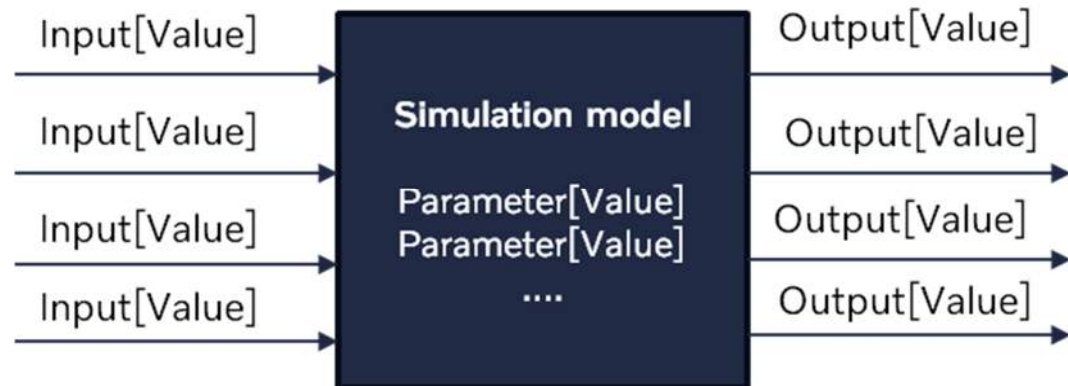 Input[Value]
Input[Value]
Input[Value]
Input[Value]
Simulation model
Parameter[Value]
Parameter[Value]
....
Output[Value]
Output[Value]
Output[Value]
Output[Value]